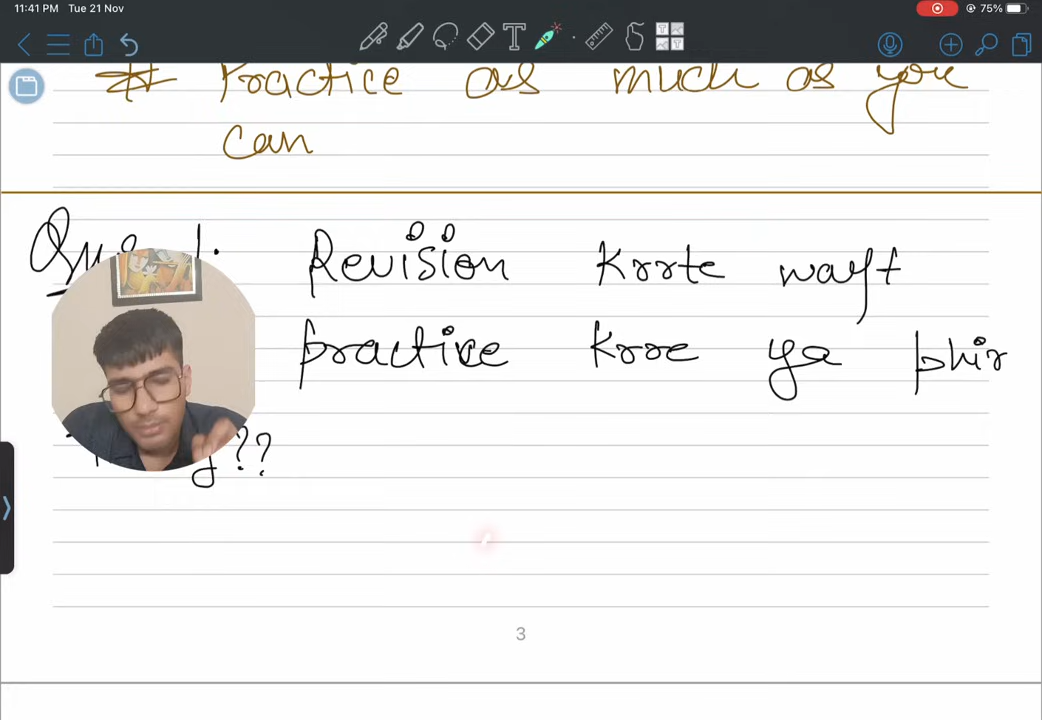 11:41 PM Tue 21 Nov 75%
# Practice as much as you
can
Revision Krrte waqt
practice Krre ya phir
??
3